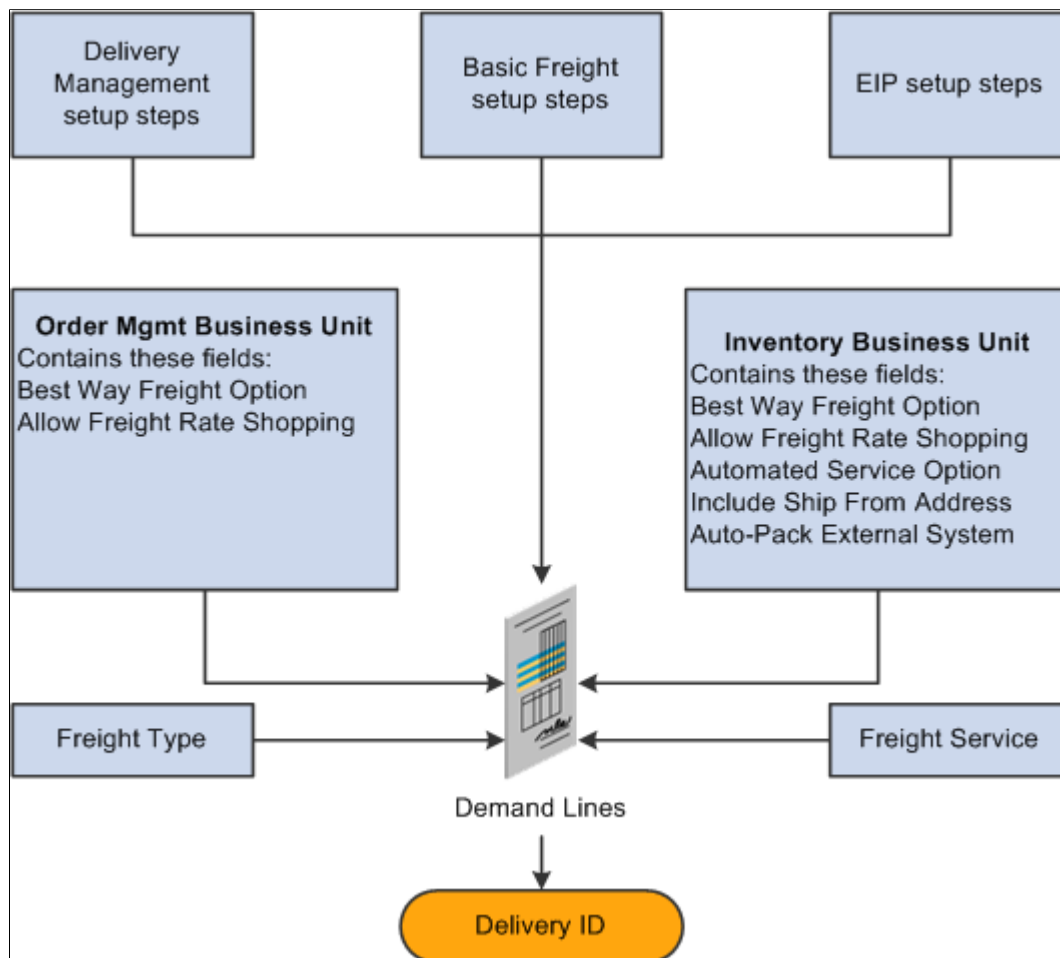 Delivery
Management
setup steps
Basic Freight
setup steps
EIP setup steps
Order Mgmt Business Unit
Contains these fields:
Best Way Freight Option
Allow Freight Rate Shopping
Inventory Business Unit
Contains these fields:
Best Way Freight Option
Allow Freight Rate Shopping
Automated Service Option
Include Ship From Address
Auto-Pack External System
Freight Type
Freight Service
Demand Lines
Delivery ID